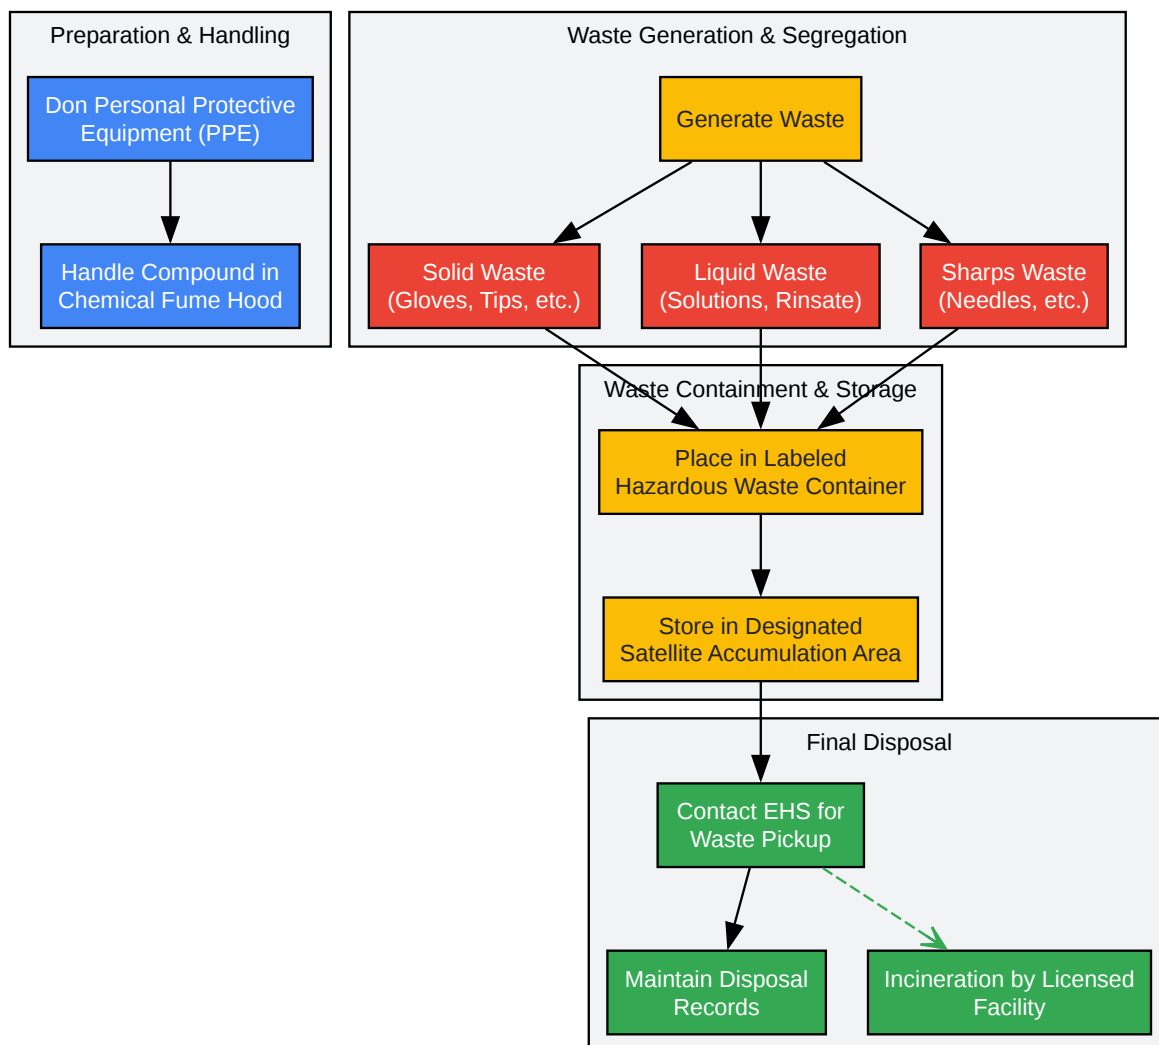 Preparation & Handling
Don Personal Protective
Equipment (PPE)
Handle Compound in
Chemical Fume Hood
Waste Generation & Segregation
Generate Waste
Solid Waste
(Gloves, Tips, etc.)
Liquid Waste
(Solutions, Rinsate)
Sharps Waste
(Needles, etc.)
Waste Containment & Storage
Place in Labeled
Hazardous Waste Container
Store in Designated
Satellite Accumulation Area
Final Disposal
Contact EHS for
Waste Pickup
Maintain Disposal
Records
Incineration by Licensed
Facility